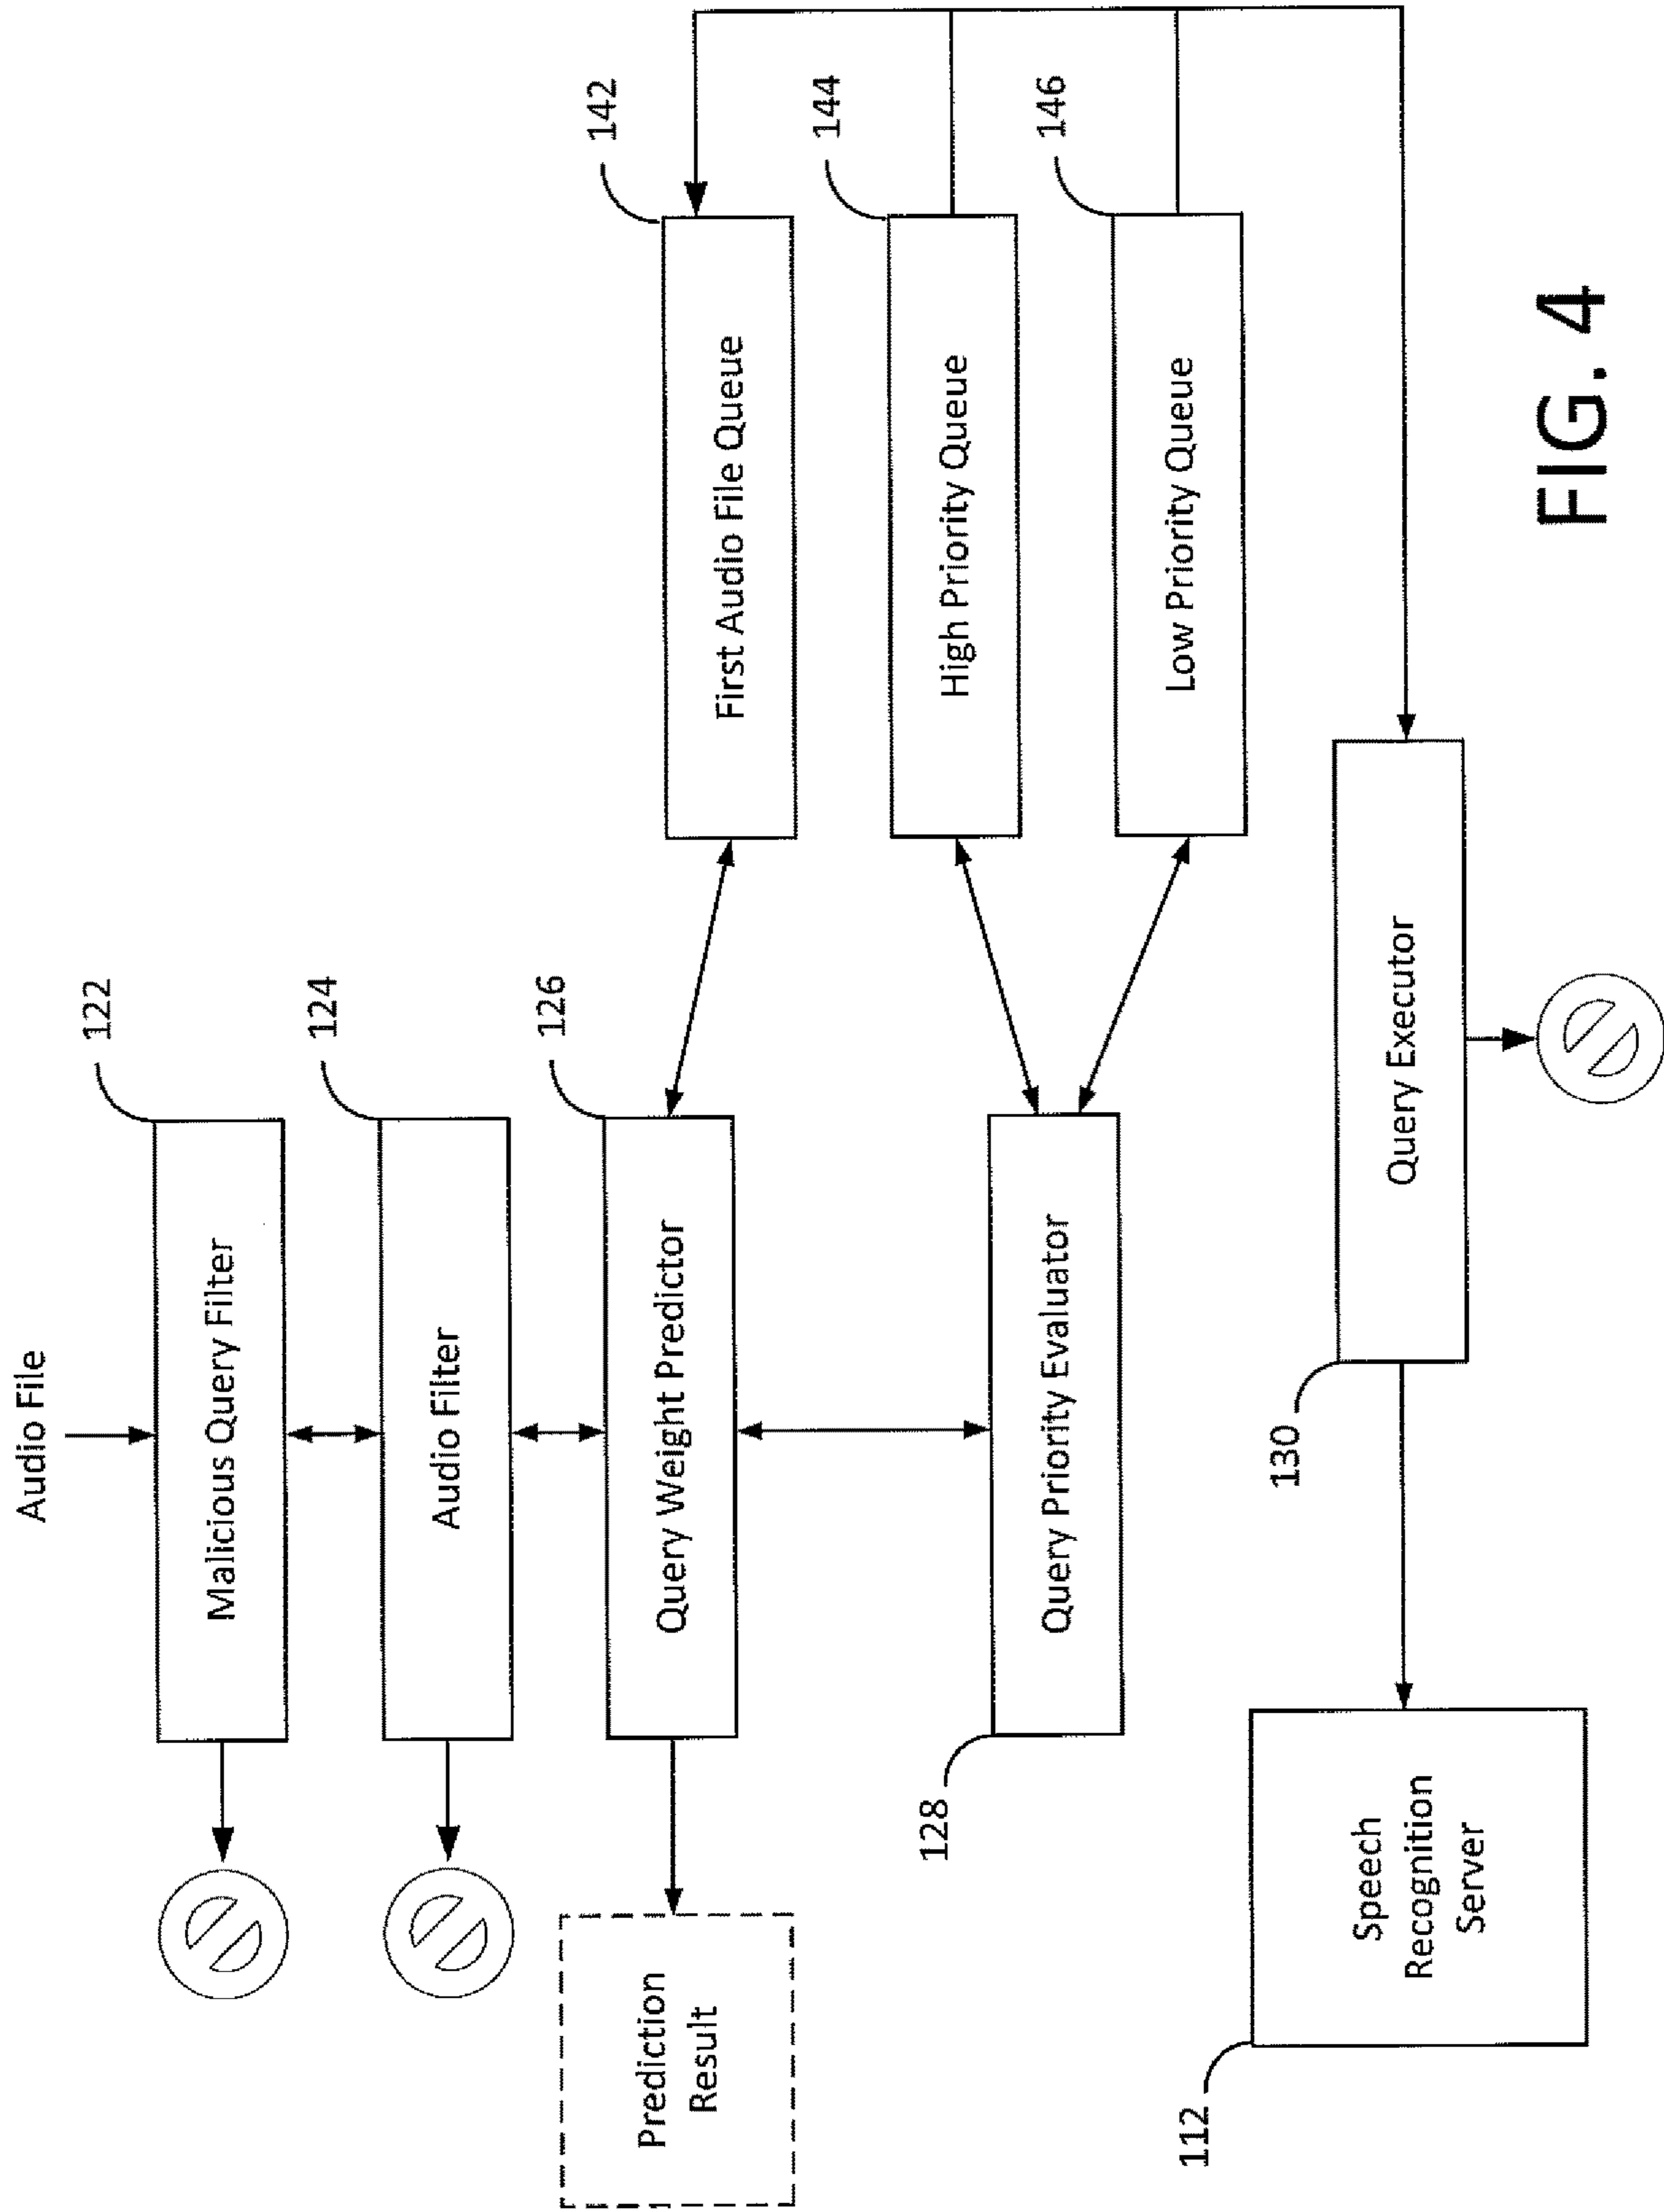 Audio File
Malicious Query Filter
122
Audio Filter
124
Query Weight Predictor
126
Prediction
Result
First Audio File Queue
142
High Priority Queue
144
Low Priority Queue
146
Query Priority Evaluator
128
Query Executor
130
Speech
Recognition
Server
112
FIG. 4